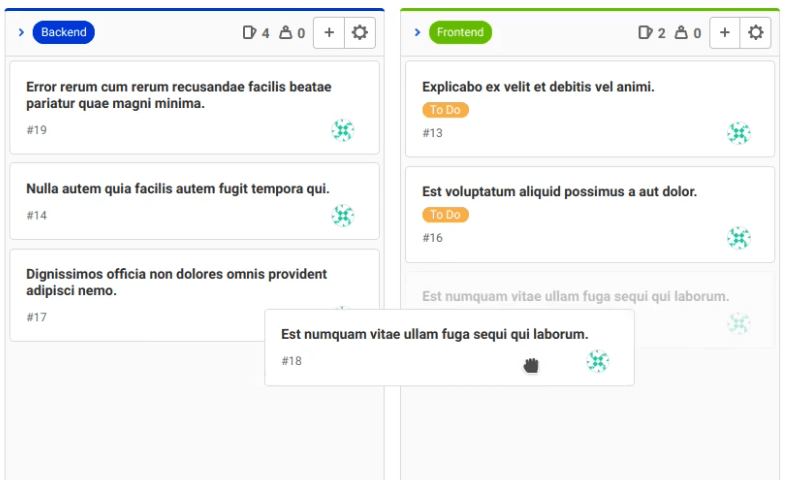 Backend
4
0
Error rerum cum rerum recusandae facilis beatae
pariatur quae magni minima.
#19
Nulla autem quia facilis autem fugit tempora qui.
#14
Dignissimos officia non dolores omnis provident
adipisci nemo.
#17
Frontend
2
0
Explicabo ex velit et debitis vel animi.
To Do
#13
Est voluptatum aliquid possimus a aut dolor.
To Do
#16
Est numquam vitae ullam fuga sequi qui laborum.
Est numquam vitae ullam fuga sequi qui laborum.
#18